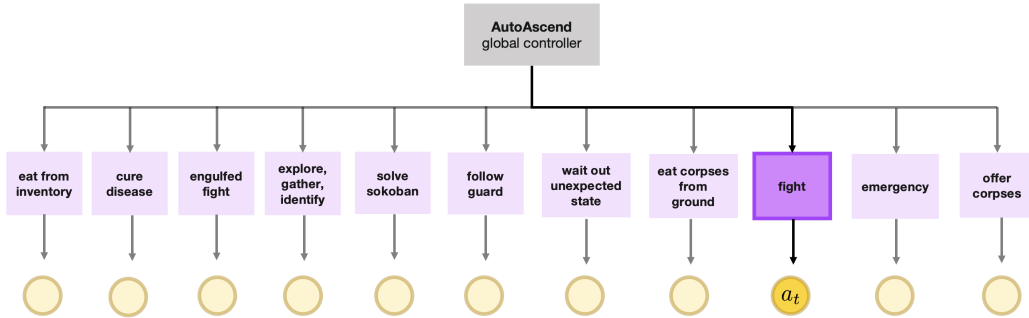 AutoAscend
global controller
eat from
inventory
cure
disease
engulfed
fight
explore,
gather,
identify
solve
sokoban
follow
guard
wait out
unexpected
state
eat corpses
from
ground
fight
emergency
offer
corpses
a_t